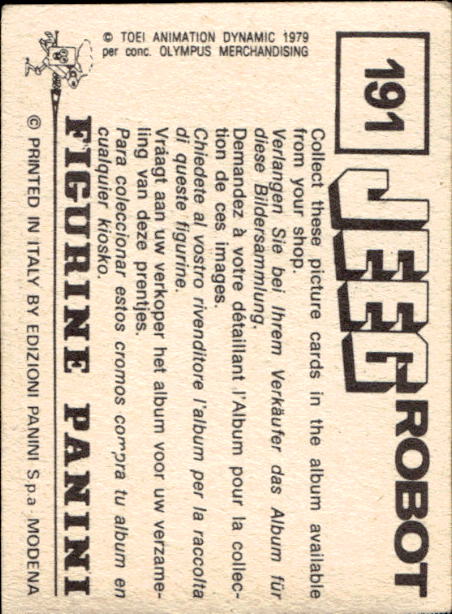 © TOEI ANIMATION DYNAMIC 1979
per conc. OLYMPUS MERCHANDISING
191
JEEG ROBOT
Collect these picture cards in the album available
from your shop.
Verlangen Sie bei Ihrem Verkäufer das Album für
diese Bildersammlung.
Demandez à votre détaillant l'Album pour la collec-
tion de ces images.
Chiedete al vostro rivenditore l'album per la raccolta
di queste figurine.
Vráagt aan uw verkoper het album voor uw verzame-
ling van deze prentjes.
Para coleccionar estos cromos compra tu album en
cualquier kiosko.
FIGURINE PANINI
© PRINTED IN ITALY BY EDIZIONI PANINI S.p.a - MODENA